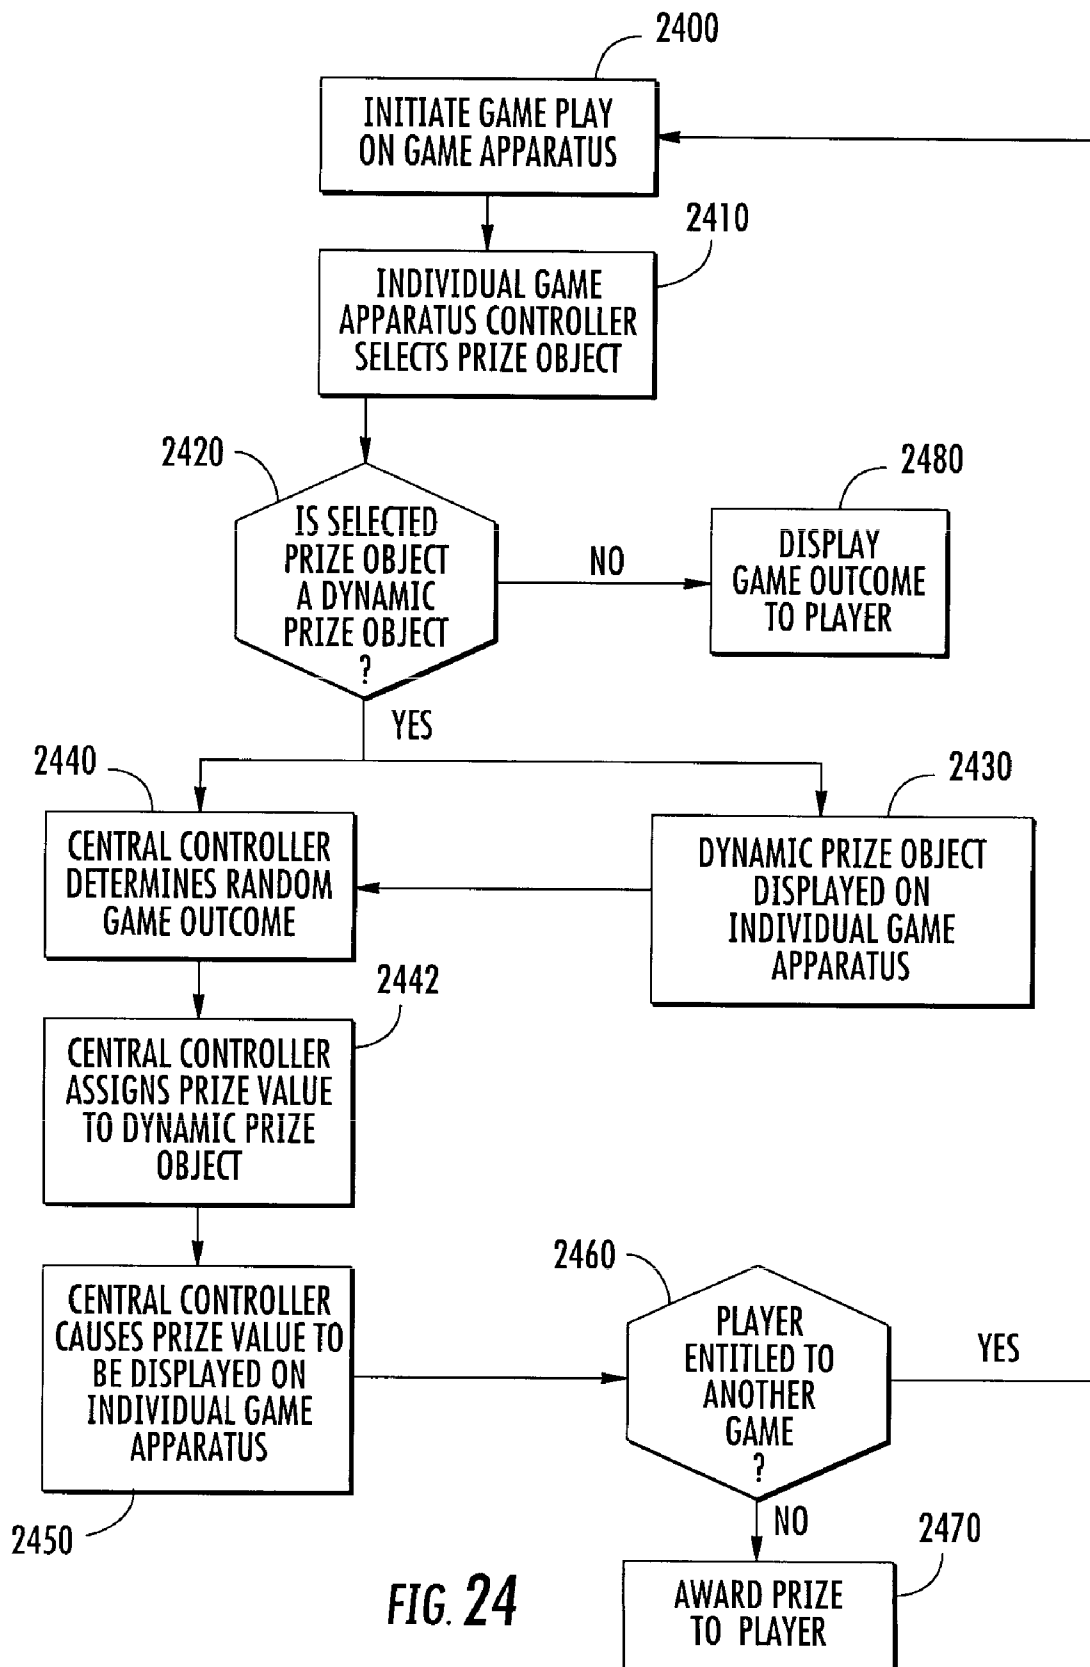 2400
INITIATE GAME PLAY
ON GAME APPARATUS
2410
INDIVIDUAL GAME
APPARATUS CONTROLLER
SELECTS PRIZE OBJECT
2420
IS SELECTED
PRIZE OBJECT
A DYNAMIC
PRIZE OBJECT
?
NO
2480
DISPLAY
GAME OUTCOME
TO PLAYER
YES
2440
CENTRAL CONTROLLER
DETERMINES RANDOM
GAME OUTCOME
2430
DYNAMIC PRIZE OBJECT
DISPLAYED ON
INDIVIDUAL GAME
APPARATUS
2442
CENTRAL CONTROLLER
ASSIGNS PRIZE VALUE
TO DYNAMIC PRIZE
OBJECT
CENTRAL CONTROLLER
CAUSES PRIZE VALUE TO
BE DISPLAYED ON
INDIVIDUAL GAME
APPARATUS
2450
2460
PLAYER
ENTITLED TO
ANOTHER
GAME
?
YES
NO
2470
AWARD PRIZE
TO PLAYER
FIG. 24